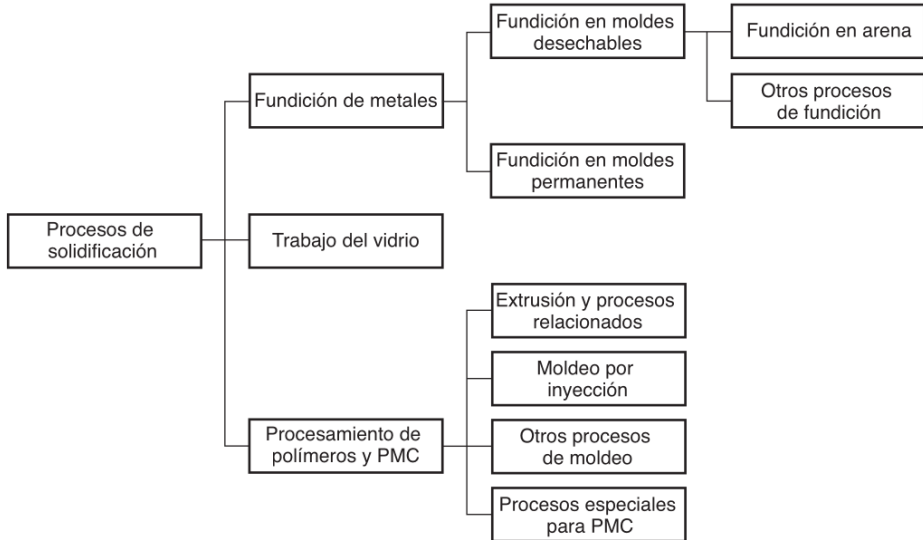 Fundición en moldes
desechables
Fundición en arena
Fundición de metales
Otros procesos
de fundición
Fundición en moldes
permanentes
Procesos de
solidificación
Trabajo del vidrio
Extrusión y procesos
relacionados
Moldeo por
inyección
Procesamiento de
polímeros y PMC
Otros procesos
de moldeo
Procesos especiales
para PMC